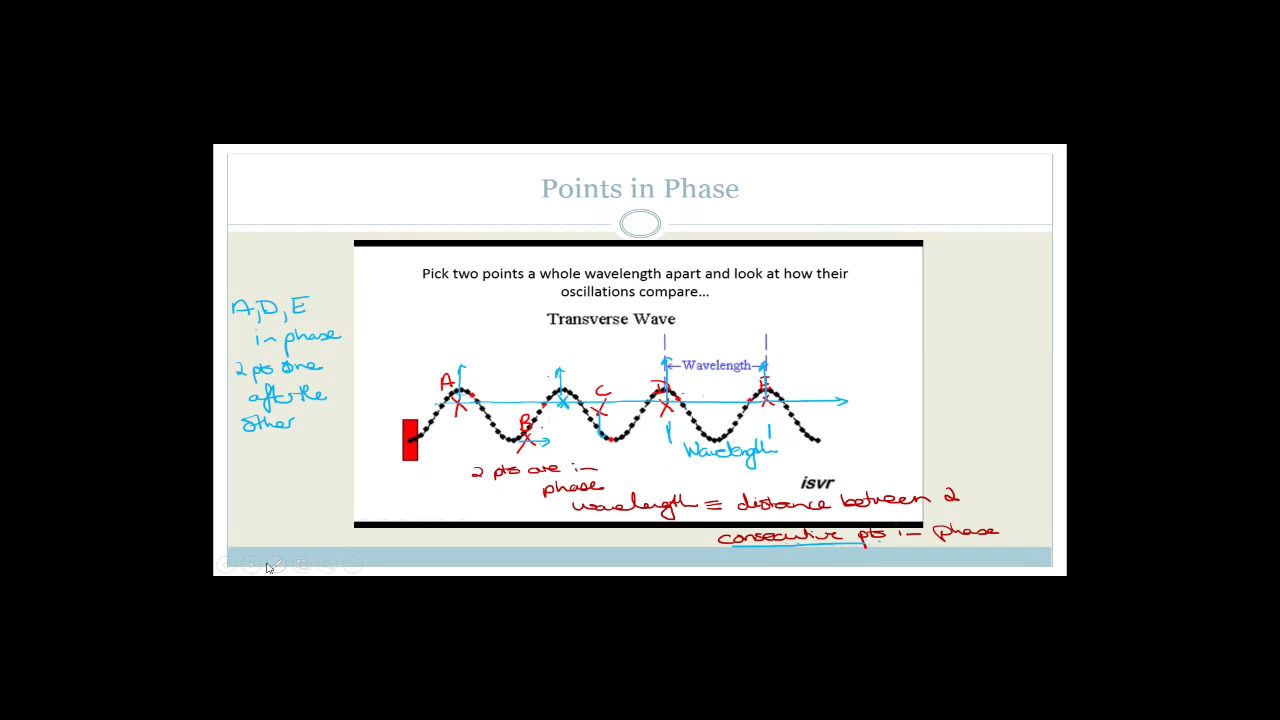 Points in Phase
Pick two points a whole wavelength apart and look at how their
oscillations compare...
Transverse Wave
Wavelength
A
B
C
D
E
A, D, E
in phase
2 pts one
after the
other
Wavelength
2 pts are in
phase
isvr
wavelength ≡ distance between 2
consecutive pts in phase